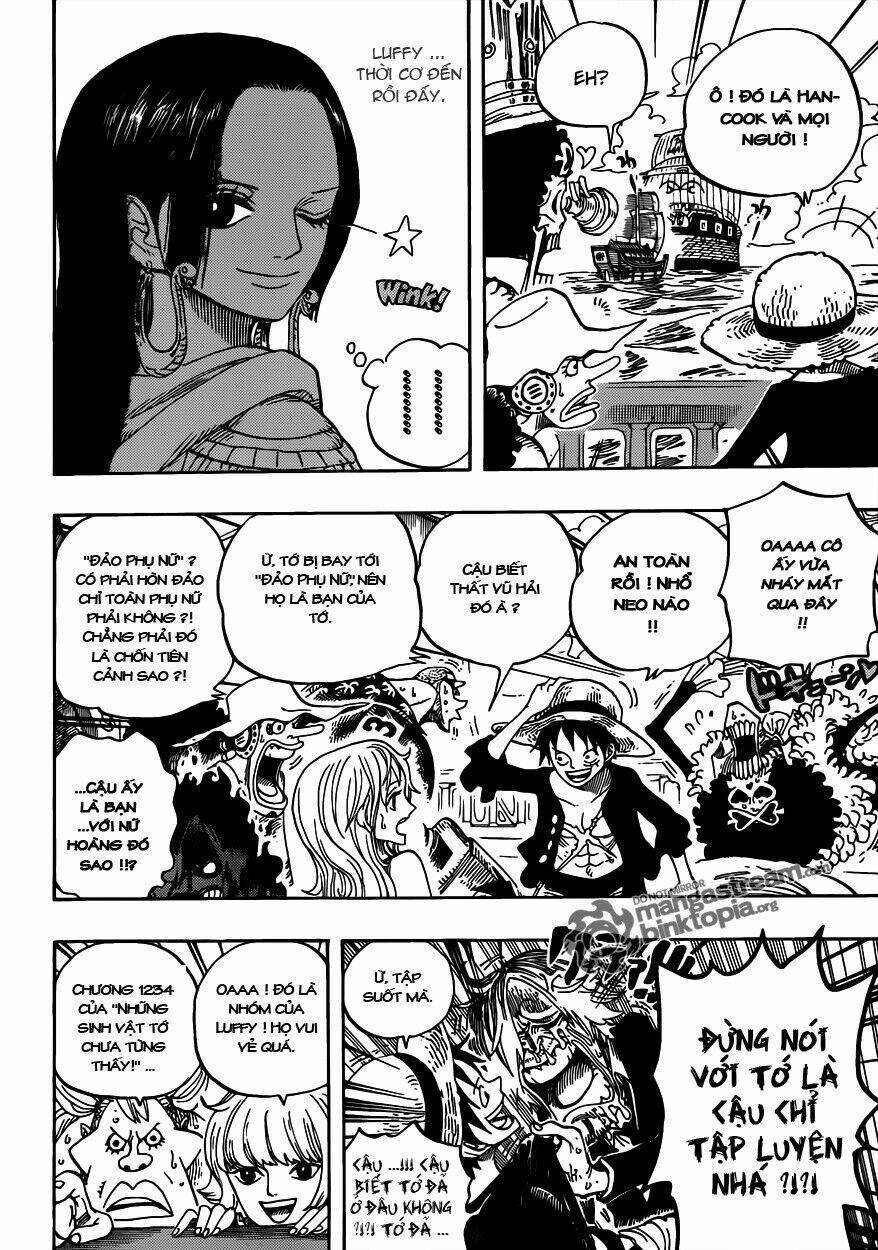 Ô ! ĐÓ LÀ HAN-
COOK VÀ MỌI
NGƯỜI !
EH?
LUFFY ...
THỜI CƠ ĐẾN
RỒI ĐẤY.
Wink!
OAAAA CÔ
ẤY VỪA
NHÁY MẮT
QUA ĐÂY
!!
AN TOÀN
RỒI ! NHỔ
NEO NÀO
!!
CẬU BIẾT
THẤT VŨ HẢI
ĐÓ À ?
Ừ, TỚ BỊ BAY TỚI
"ĐẢO PHỤ NỮ", NÊN
HỌ LÀ BẠN CỦA
TỚ.
"ĐẢO PHỤ NỮ" ?
CÓ PHẢI HÒN ĐẢO
CHỈ TOÀN PHỤ NỮ
PHẢI KHÔNG ?!
CHẲNG PHẢI ĐÓ
LÀ CHỐN TIÊN
CẢNH SAO ?!
...CẬU ẤY
LÀ BẠN
...VỚI NỮ
HOÀNG ĐÓ
SAO !!?
DO NOT MIRROR
mangastream.com
binktopia.org
ĐỪNG NÓI
VỚI TỚ LÀ
CẬU CHỈ
TẬP LUYỆN
NHÁ ?!?!
Ừ, TẬP
SUỐT MÀ.
CẬU ...!!! CẬU
BIẾT TỚ ĐÃ
Ở ĐÂU KHÔNG
?!?! TỚ ĐÃ ...
OAAA ! ĐÓ LÀ
NHÓM CỦA
LUFFY ! HỌ VUI
VẺ QUÁ.
CHƯƠNG 1234
CỦA "NHỮNG
SINH VẬT TỚ
CHƯA TỪNG
THẤY!" ...